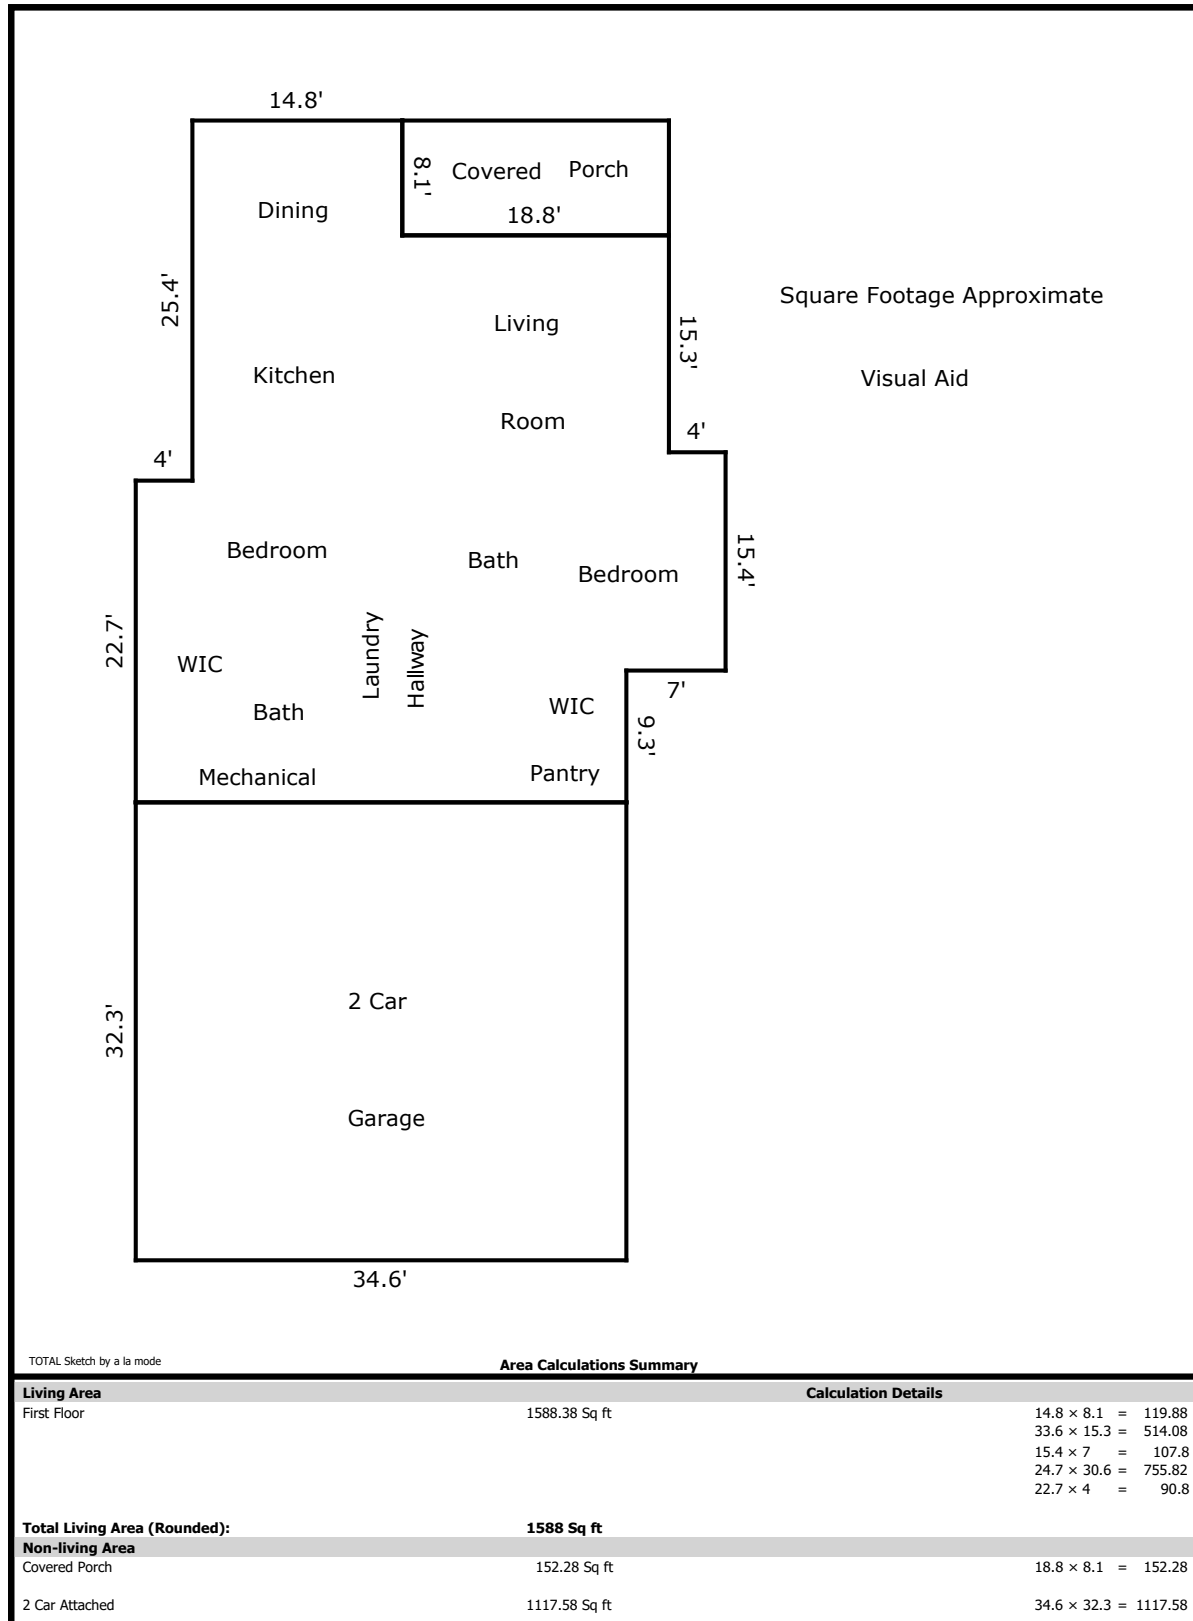 14.8'
8.1'
Covered Porch
18.8'
Dining
25.4'
Square Footage Approximate
Living
15.3'
Kitchen
Visual Aid
Room
4'
4'
Bedroom
Bath
Bedroom
15.4'
22.7'
WIC
Laundry
Hallway
7'
Bath
WIC
9.3'
Mechanical
Pantry
2 Car
32.3'
Garage
34.6'
TOTAL Sketch by a la mode
Area Calculations Summary
Living Area Calculation Details
First Floor 1588.38 Sq ft 14.8 × 8.1 = 119.88
33.6 × 15.3 = 514.08
15.4 × 7 = 107.8
24.7 × 30.6 = 755.82
22.7 × 4 = 90.8
Total Living Area (Rounded): 1588 Sq ft
Non-living Area
Covered Porch 152.28 Sq ft 18.8 × 8.1 = 152.28
2 Car Attached 1117.58 Sq ft 34.6 × 32.3 = 1117.58